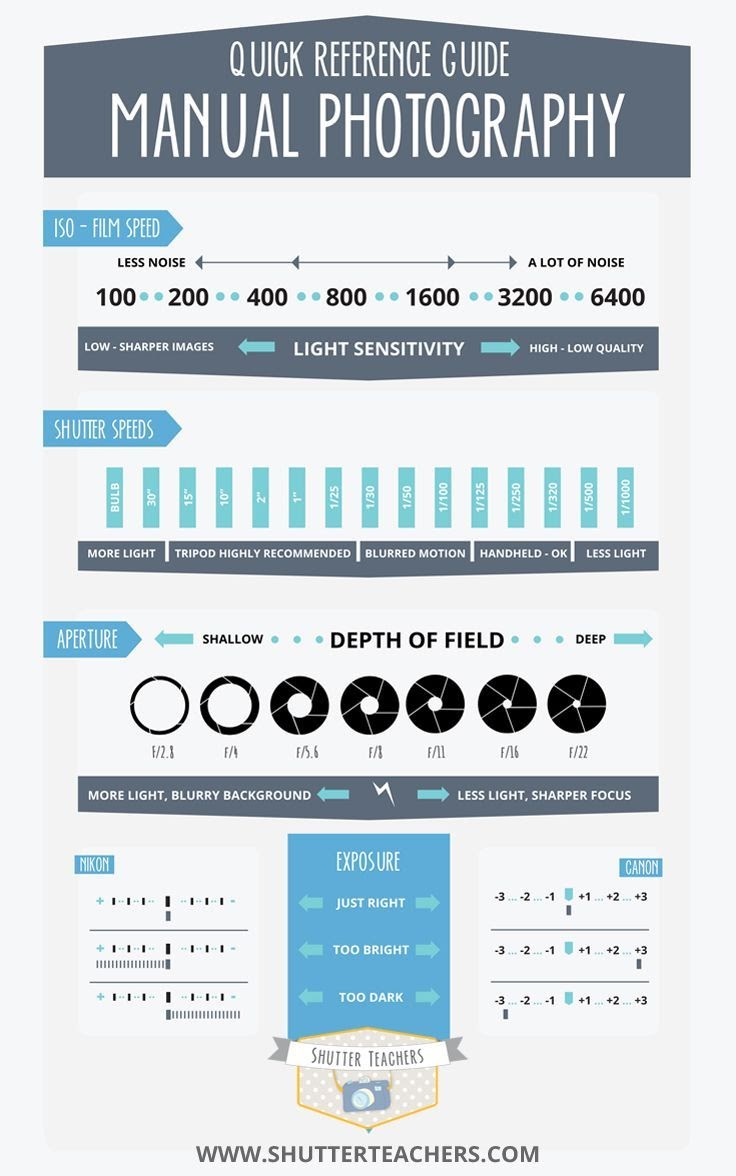 QUICK REFERENCE GUIDE
MANUAL PHOTOGRAPHY
ISO - FILM SPEED
LESS NOISE A LOT OF NOISE
100 200 400 800 1600 3200 6400
LOW - SHARPER IMAGES LIGHT SENSITIVITY HIGH - LOW QUALITY
SHUTTER SPEEDS
BULB 30" 15" 10" 2" 1" 1/25 1/30 1/50 1/100 1/125 1/250 1/320 1/500 1/1000
MORE LIGHT TRIPOD HIGHLY RECOMMENDED BLURRED MOTION HANDHELD - OK LESS LIGHT
APERTURE SHALLOW DEPTH OF FIELD DEEP
F/2.8 F/4 F/5.6 F/8 F/11 F/16 F/22
MORE LIGHT, BLURRY BACKGROUND LESS LIGHT, SHARPER FOCUS
NIKON EXPOSURE CANON
+ - JUST RIGHT -3 ... -2 ... -1 +1 ... +2 ... +3
+ - TOO BRIGHT -3 ... -2 ... -1 +1 ... +2 ... +3
+ - TOO DARK -3 ... -2 ... -1 +1 ... +2 ... +3
SHUTTER TEACHERS
WWW.SHUTTERTEACHERS.COM